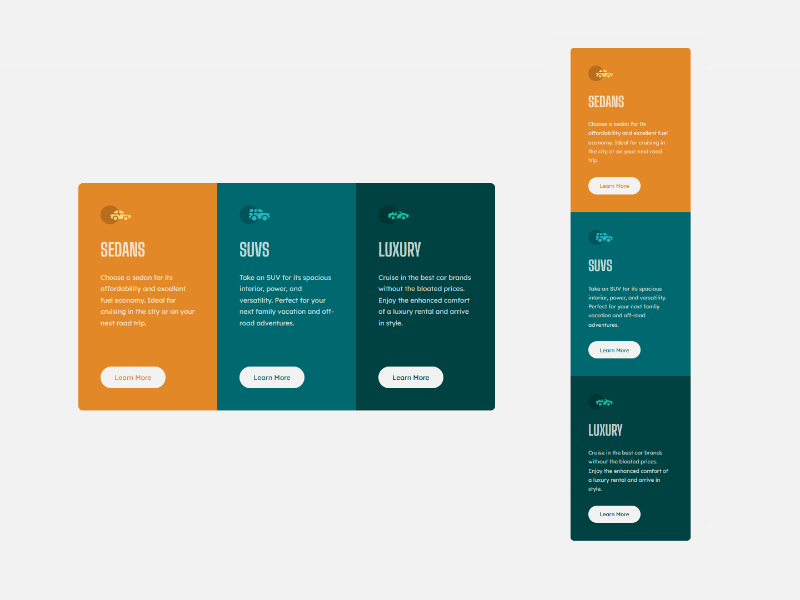 SEDANS
Choose a sedan for its
affordability and excellent
fuel economy. Ideal for
cruising in the city or on your
next road trip.
Learn More
SUVS
Take an SUV for its spacious
interior, power, and
versatility. Perfect for your
next family vacation and off-
road adventures.
Learn More
LUXURY
Cruise in the best car brands
without the bloated prices.
Enjoy the enhanced comfort
of a luxury rental and arrive
in style.
Learn More
SEDANS
Choose a sedan for its
affordability and excellent fuel
economy. Ideal for cruising in
the city or on your next road
trip.
Learn More
SUVS
Take an SUV for its spacious
interior, power, and versatility.
Perfect for your next family
vacation and off-road
adventures.
Learn More
LUXURY
Cruise in the best car brands
without the bloated prices.
Enjoy the enhanced comfort of
a luxury rental and arrive in
style.
Learn More